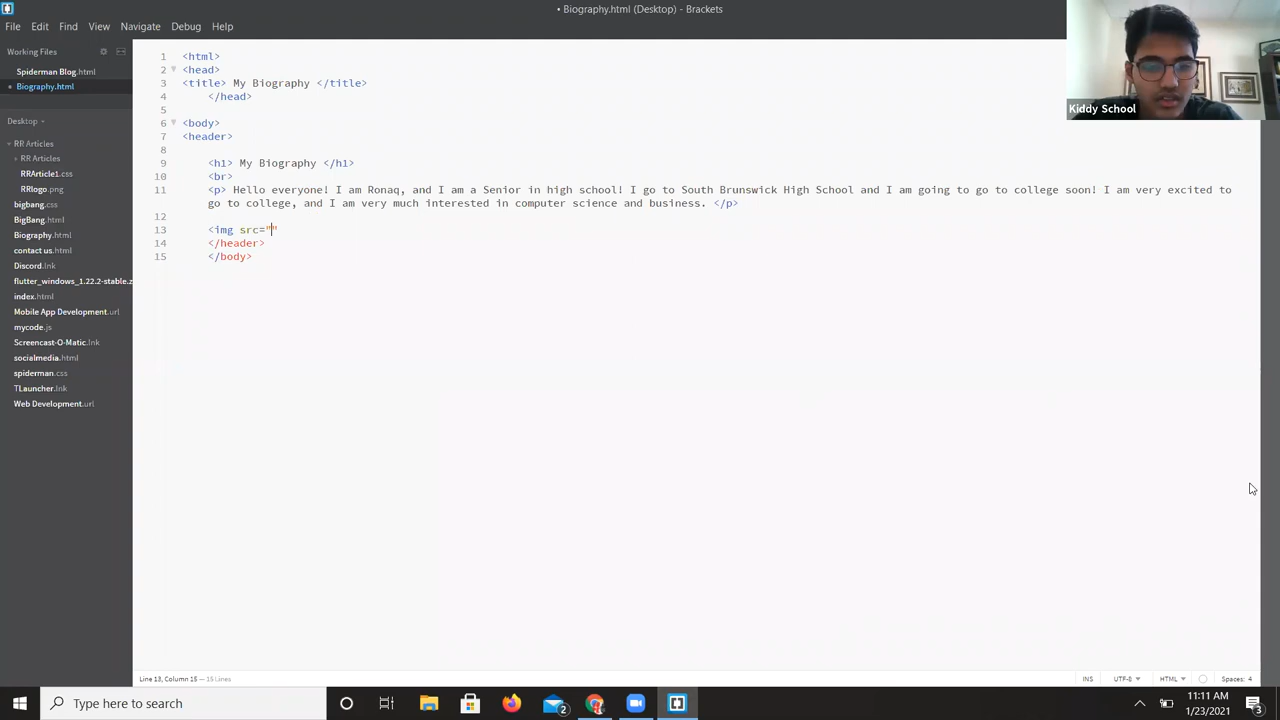 • Biography.html (Desktop) - Brackets
File Edit Find View Navigate Debug Help
Working Files
Spiderman Blog.html
Biography.html
Desktop
RR Articles
RR Articles
RRArticle1.css
RRlogo.png
bigbang.css
BigBang.html
Biography.html
contact us.html
Discord.lnk
flutter_windows_1.22.2-stable.z
index.html
Mobile App Development.url
mycode.js
Screencast-O-Matic.lnk
socialmedia.html
spiderman.css
TLauncher.lnk
Web Development.url
1 <html>
2 <head>
3 <title> My Biography </title>
4 </head>
5
6 <body>
7 <header>
8
9 <h1> My Biography </h1>
10 <br>
11 <p> Hello everyone! I am Ronaq, and I am a Senior in high school! I go to South Brunswick High School and I am going to go to college soon! I am very excited to
go to college, and I am very much interested in computer science and business. </p>
12
13 <img src=""
14 </header>
15 </body>
Kiddy School
Line 13, Column 15 — 15 Lines
INS UTF-8 HTML Spaces: 4
Type here to search
2
11:11 AM
1/23/2021
3